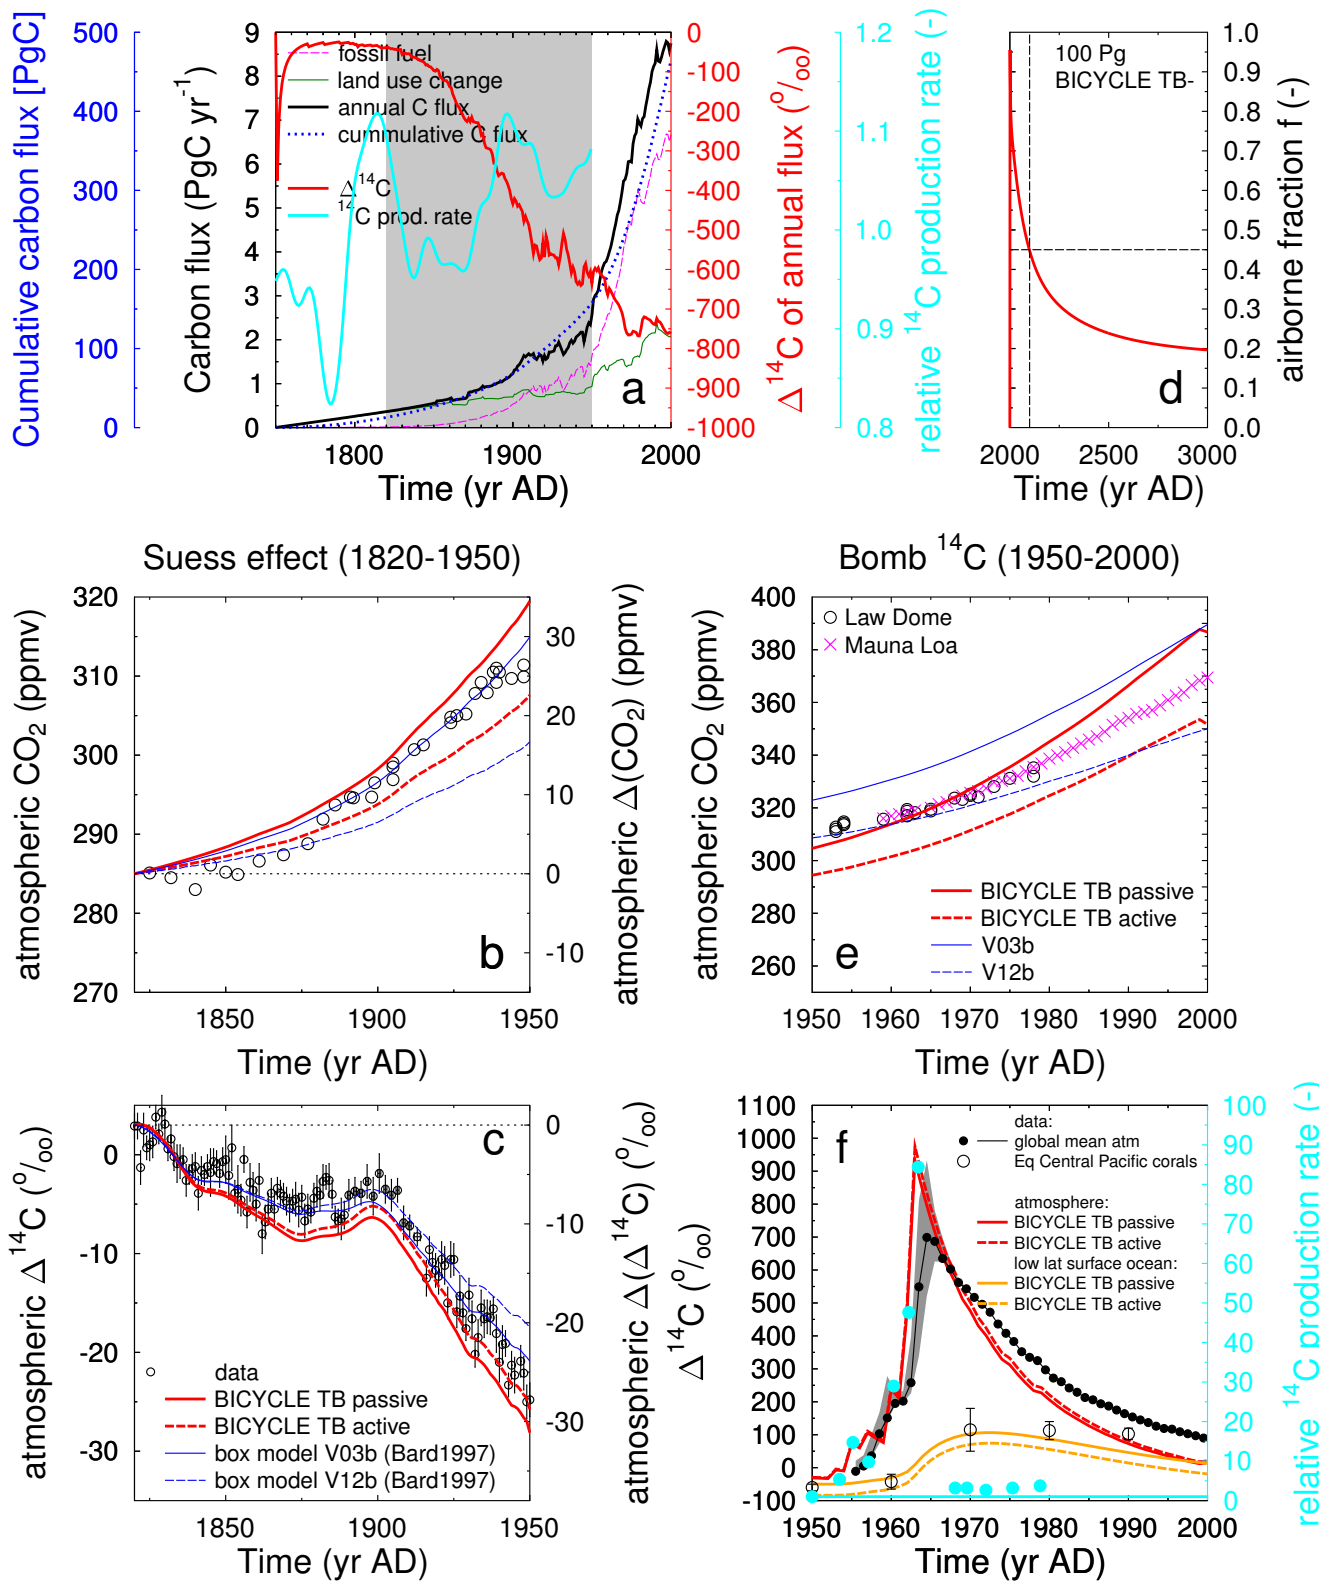 Cumulative carbon flux [PgC]
500
400
300
200
100
0
Carbon flux (PgC yr⁻¹)
9
8
7
6
5
4
3
2
1
0
fossil fuel
land use change
annual C flux
cummulative C flux
Δ¹⁴C
¹⁴C prod. rate
a
1800
1900
2000
Time (yr AD)
0
-100
-200
-300
-400
-500
-600
-700
-800
-900
-1000
Δ¹⁴C of annual flux (⁰/₀₀)
1.2
1.1
1.0
0.9
0.8
relative ¹⁴C production rate (-)
100 Pg
BICYCLE TB-
d
2000
2500
3000
Time (yr AD)
1.0
0.9
0.8
0.7
0.6
0.5
0.4
0.3
0.2
0.1
0.0
airborne fraction f (-)
Suess effect (1820-1950)
atmospheric CO₂ (ppmv)
320
310
300
290
280
270
b
1850
1900
1950
Time (yr AD)
30
20
10
0
-10
atmospheric Δ(CO₂) (ppmv)
Bomb ¹⁴C (1950-2000)
atmospheric CO₂ (ppmv)
400
380
360
340
320
300
280
260
Law Dome
Mauna Loa
BICYCLE TB passive
BICYCLE TB active
V03b
V12b
e
1950
1960
1970
1980
1990
2000
Time (yr AD)
atmospheric Δ¹⁴C (⁰/₀₀)
0
-10
-20
-30
c
data
BICYCLE TB passive
BICYCLE TB active
box model V03b (Bard1997)
box model V12b (Bard1997)
1850
1900
1950
Time (yr AD)
0
-10
-20
-30
atmospheric Δ(Δ¹⁴C) (⁰/₀₀)
Δ¹⁴C (⁰/₀₀)
1100
1000
900
800
700
600
500
400
300
200
100
0
-100
f
data:
global mean atm
Eq Central Pacific corals
atmosphere:
BICYCLE TB passive
BICYCLE TB active
low lat surface ocean:
BICYCLE TB passive
BICYCLE TB active
1950
1960
1970
1980
1990
2000
Time (yr AD)
100
90
80
70
60
50
40
30
20
10
0
relative ¹⁴C production rate (-)